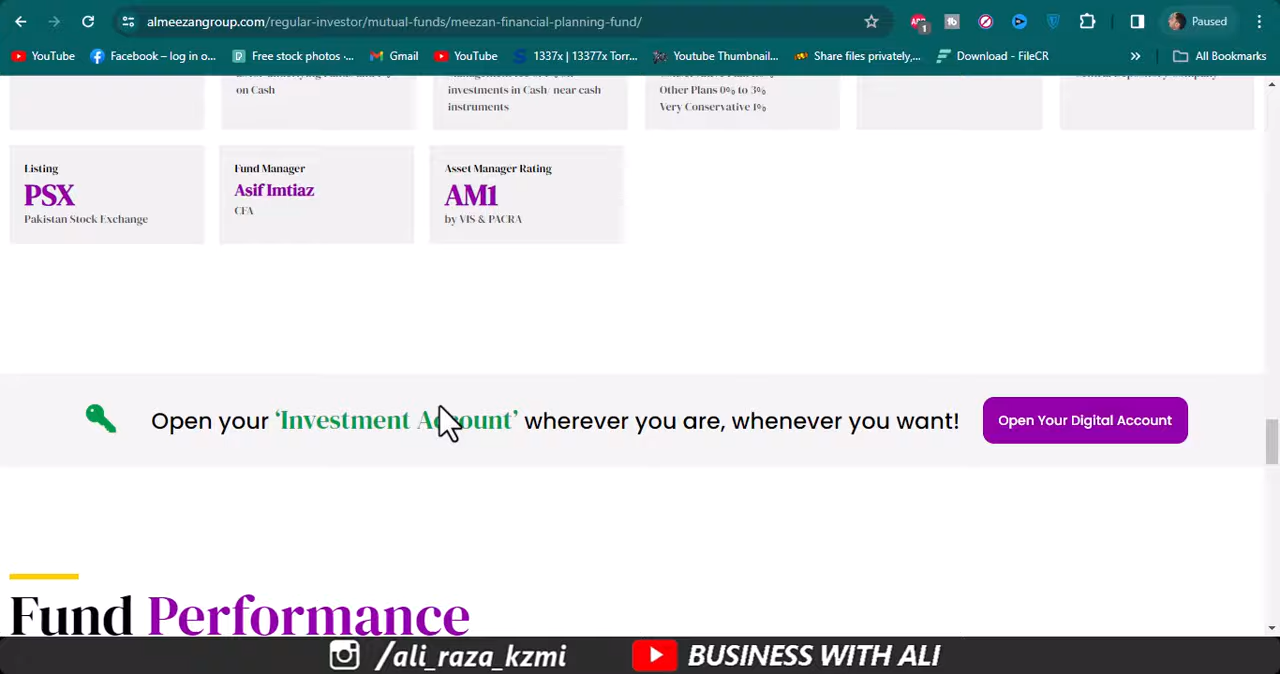 almeezangroup.com/regular-investor/mutual-funds/meezan-financial-planning-fund/
Paused
YouTube
Facebook – log in o...
Free stock photos ·...
Gmail
YouTube
1337x | 13377x Torr...
Youtube Thumbnail...
Share files privately,...
Download - FileCR
»
All Bookmarks
on Cash
investments in Cash/ near cash
instruments
Other Plans 0% to 3%
Very Conservative 1%
Listing
PSX
Pakistan Stock Exchange
Fund Manager
Asif Imtiaz
CFA
Asset Manager Rating
AM1
by VIS & PACRA
Open your ‘Investment Account’ wherever you are, whenever you want!
Open Your Digital Account
Fund Performance
/ali_raza_kzmi
BUSINESS WITH ALI